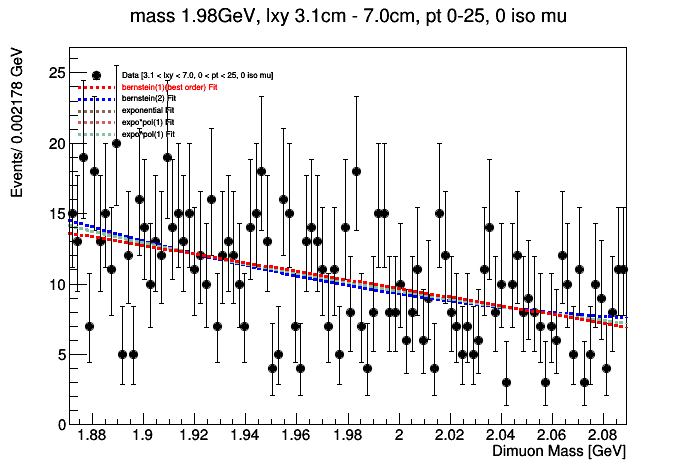 mass 1.98GeV, lxy 3.1cm - 7.0cm, pt 0-25, 0 iso mu
Events/ 0.002178 GeV
25
20
15
10
5
0
Data [3.1 < lxy < 7.0, 0 < pt < 25, 0 iso mu]
bernstein(1)(best order) Fit
bernstein(2) Fit
exponential Fit
expo*pol(1) Fit
expo*pol(1) Fit
1.88 1.9 1.92 1.94 1.96 1.98 2 2.02 2.04 2.06 2.08
Dimuon Mass [GeV]